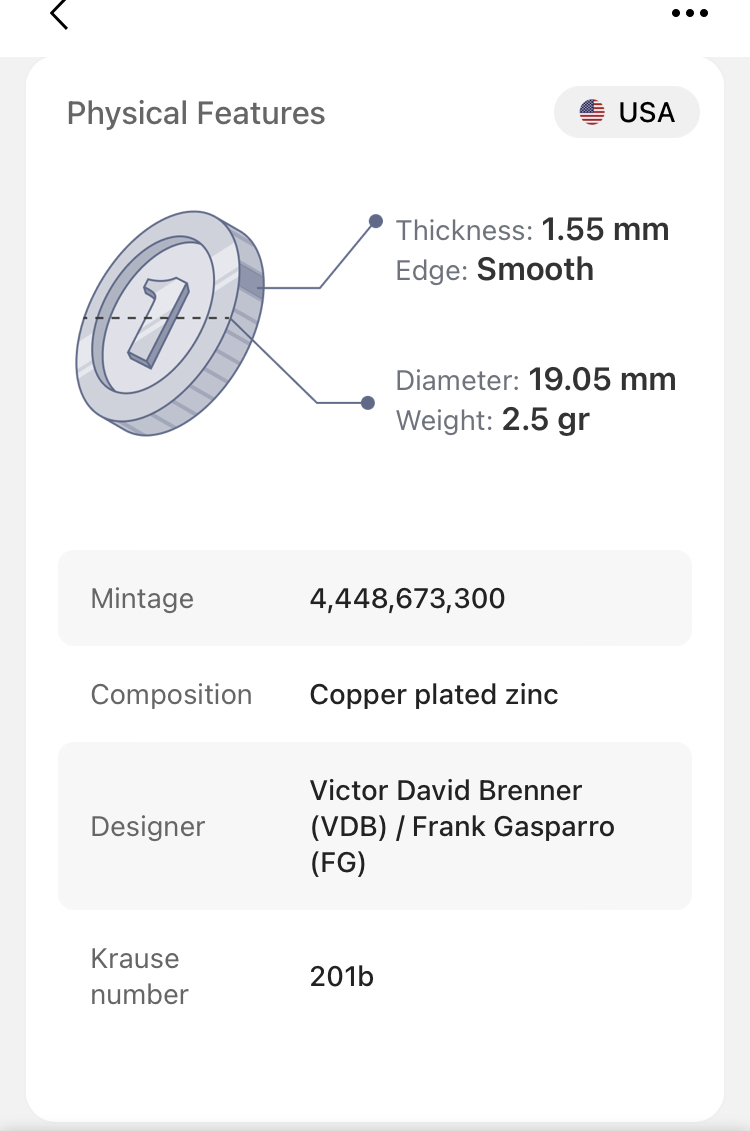 Physical Features
USA
Thickness: 1.55 mm
Edge: Smooth
1
Diameter: 19.05 mm
Weight: 2.5 gr
Mintage 4,448,673,300
Composition Copper plated zinc
Designer Victor David Brenner
(VDB) / Frank Gasparro
(FG)
Krause
number 201b